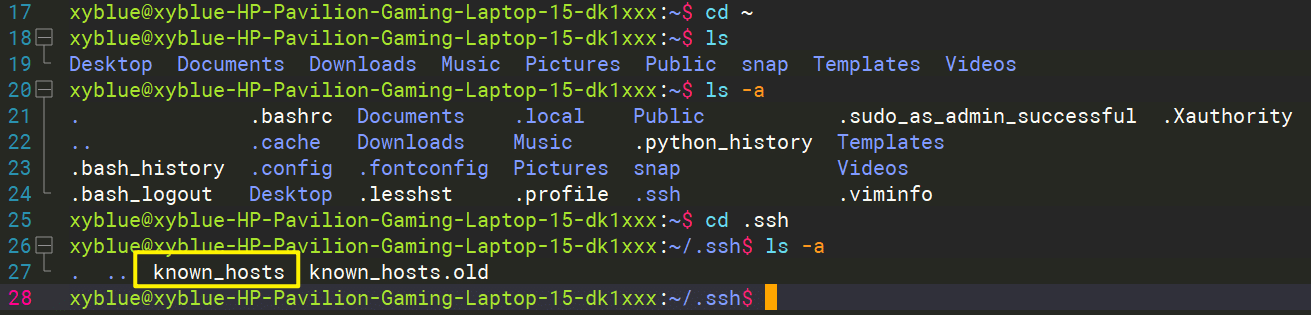 17 xyblue@xyblue-HP-Pavilion-Gaming-Laptop-15-dk1xxx:~$ cd ~
18 xyblue@xyblue-HP-Pavilion-Gaming-Laptop-15-dk1xxx:~$ ls
19 Desktop Documents Downloads Music Pictures Public snap Templates Videos
20 xyblue@xyblue-HP-Pavilion-Gaming-Laptop-15-dk1xxx:~$ ls -a
21 . .bashrc Documents .local Public .sudo_as_admin_successful .Xauthority
22 .. .cache Downloads Music .python_history Templates
23 .bash_history .config .fontconfig Pictures snap Videos
24 .bash_logout Desktop .lesshst .profile .ssh .viminfo
25 xyblue@xyblue-HP-Pavilion-Gaming-Laptop-15-dk1xxx:~$ cd .ssh
26 xyblue@xyblue-HP-Pavilion-Gaming-Laptop-15-dk1xxx:~/.ssh$ ls -a
27 . .. known_hosts known_hosts.old
28 xyblue@xyblue-HP-Pavilion-Gaming-Laptop-15-dk1xxx:~/.ssh$